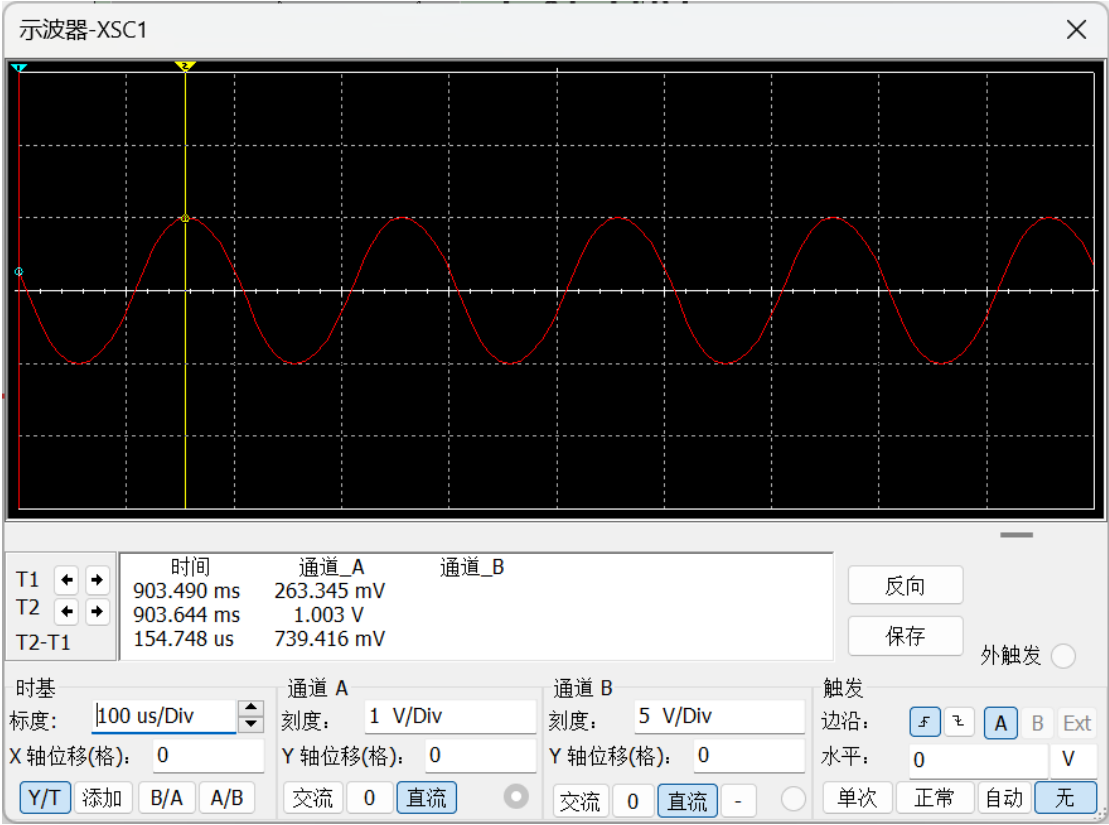 示波器-XSC1
1
2
时间 通道_A 通道_B
T1 903.490 ms 263.345 mV
T2 903.644 ms 1.003 V
T2-T1 154.748 us 739.416 mV
反向
保存
外触发
时基 通道 A 通道 B 触发
标度: 100 us/Div 刻度: 1 V/Div 刻度: 5 V/Div 边沿: A B Ext
X 轴位移(格): 0 Y 轴位移(格): 0 Y 轴位移(格): 0 水平: 0 V
Y/T 添加 B/A A/B 交流 0 直流 交流 0 直流 - 单次 正常 自动 无